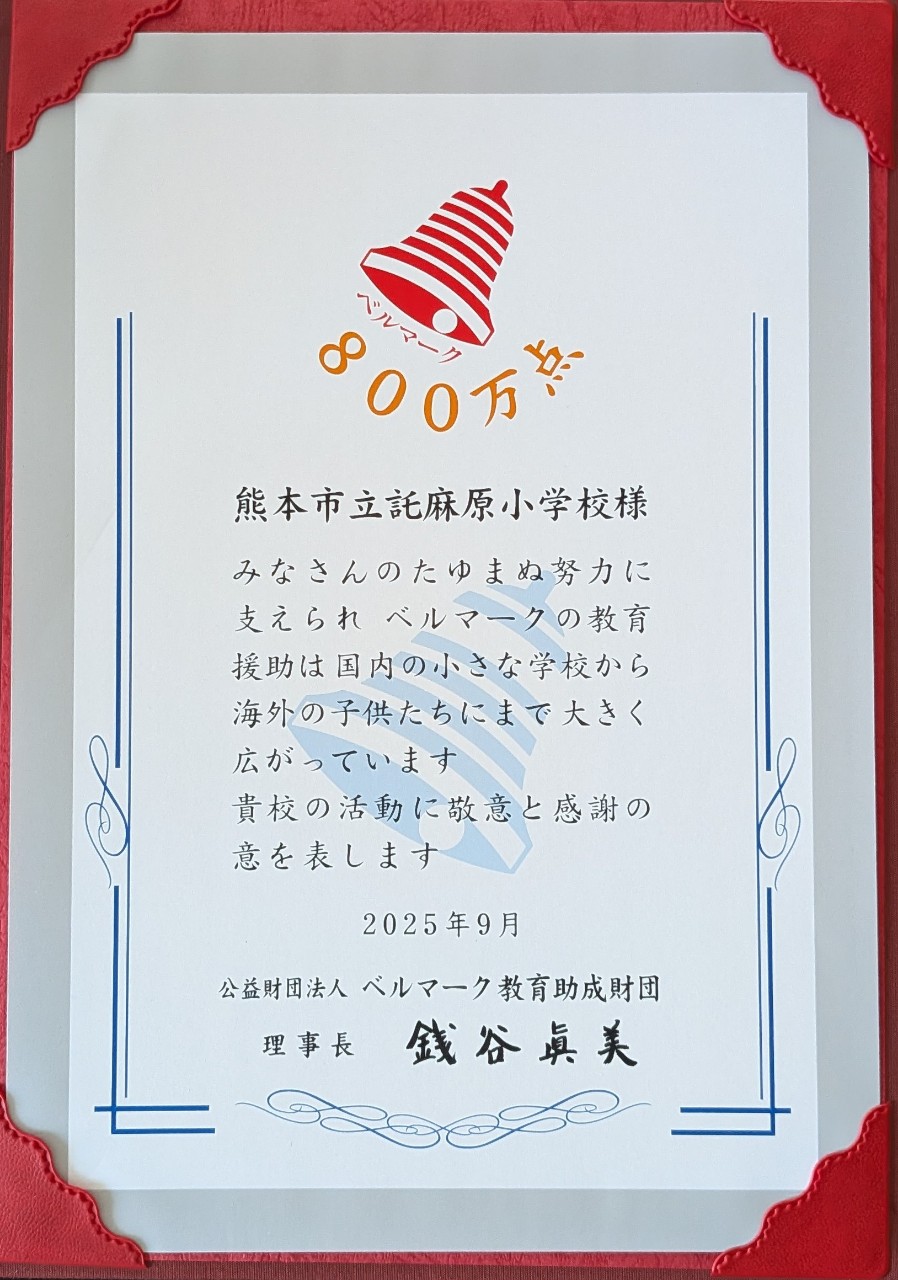 ベルマーク
800万点
熊本市立託麻原小学校様
みなさんのたゆまぬ努力に
支えられ ベルマークの教育
援助は国内の小さな学校から
海外の子供たちにまで大きく
広がっています
貴校の活動に敬意と感謝の
意を表します
2025年9月
公益財団法人 ベルマーク教育助成財団
理事長 銭谷眞美